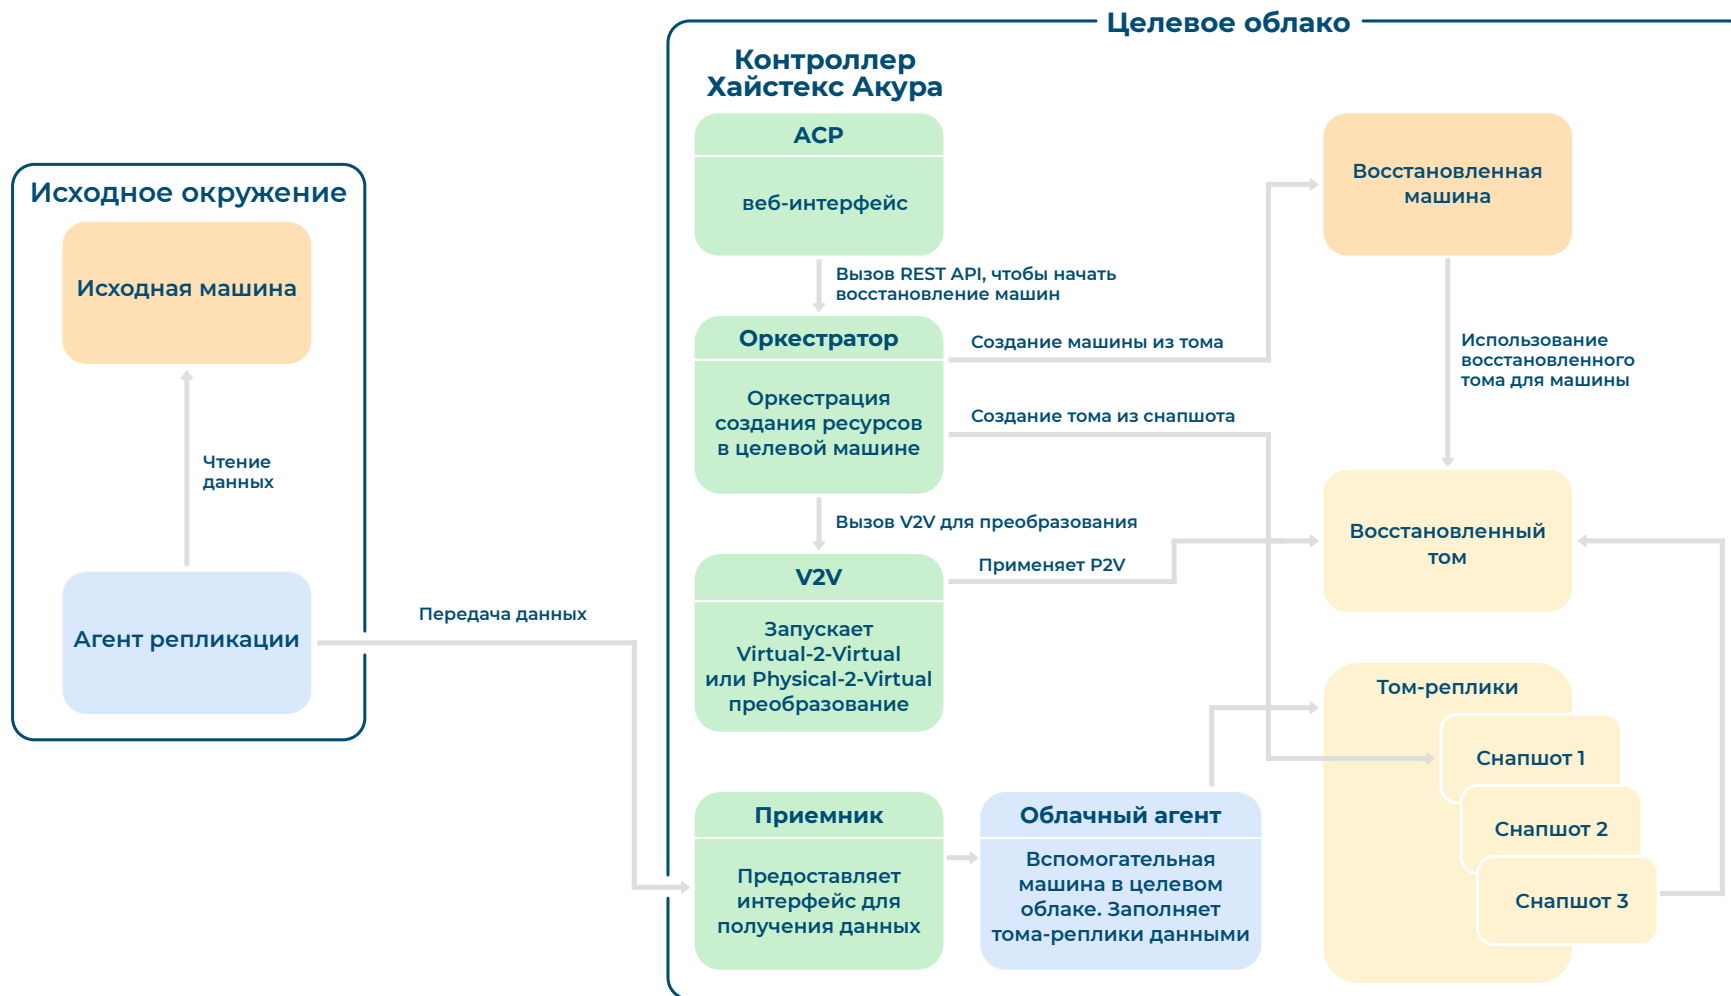 Целевое облако
Контроллер
Хайстекс Акура
ACP
веб-интерфейс
Исходное окружение
Исходная машина
Чтение
данных
Агент репликации
Передача данных
Вызов REST API, чтобы начать
восстановление машин
Оркестратор
Оркестрация
создания ресурсов
в целевой машине
Создание машины из тома
Создание тома из снапшота
Вызов V2V для преобразования
V2V
Запускает
Virtual-2-Virtual
или Physical-2-Virtual
преобразование
Применяет P2V
Приемник
Предоставляет
интерфейс для
получения данных
Облачный агент
Вспомогательная
машина в целевом
облаке. Заполняет
тома-реплики данными
Восстановленная
машина
Использование
восстановленного
тома для машины
Восстановленный
том
Том-реплики
Снапшот 1
Снапшот 2
Снапшот 3